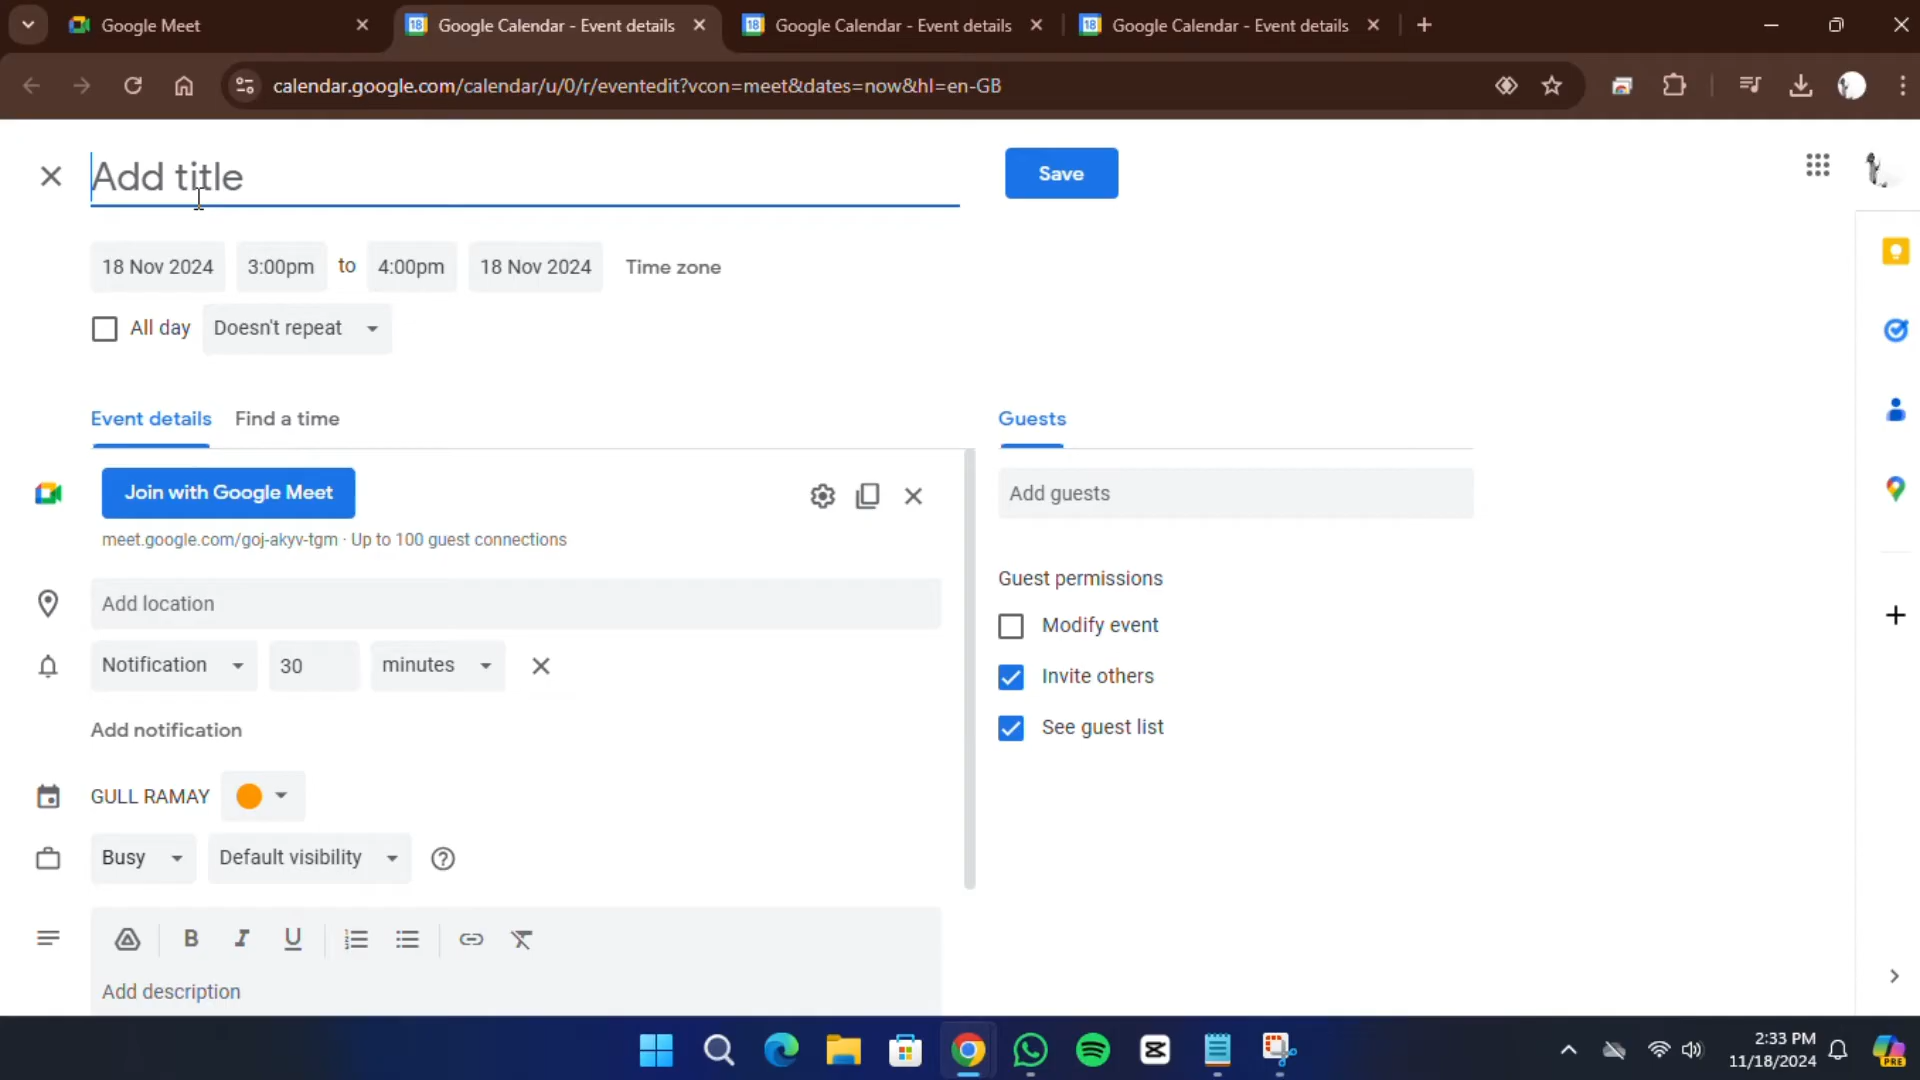 Google Meet
Google Calendar - Event details
Google Calendar - Event details
Google Calendar - Event details
calendar.google.com/calendar/u/0/r/eventedit?vcon=meet&dates=now&hl=en-GB
Add title
Save
18 Nov 2024 3:00pm to 4:00pm 18 Nov 2024 Time zone
All day Doesn't repeat
Event details Find a time
Guests
Join with Google Meet
meet.google.com/goj-akyv-tgm · Up to 100 guest connections
Add guests
Guest permissions
Add location
Modify event
Notification 30 minutes
Invite others
Add notification
See guest list
GULL RAMAY
Busy Default visibility
B I U
Add description
2:33 PM
11/18/2024
PRE